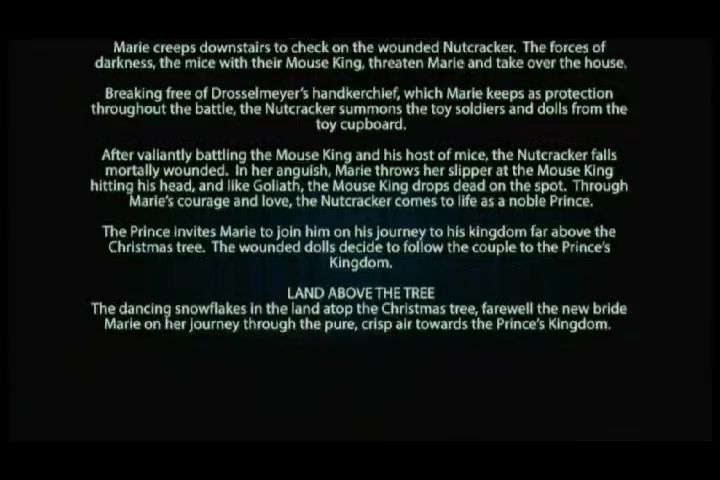 Marie creeps downstairs to check on the wounded Nutcracker. The forces of
darkness, the mice with their Mouse King, threaten Marie and take over the house.
Breaking free of Drosselmeyer's handkerchief, which Marie keeps as protection
throughout the battle, the Nutcracker summons the toy soldiers and dolls from the
toy cupboard.
After valiantly battling the Mouse King and his host of mice, the Nutcracker falls
mortally wounded. In her anguish, Marie throws her slipper at the Mouse King
hitting his head, and like Goliath, the Mouse King drops dead on the spot. Through
Marie's courage and love, the Nutcracker comes to life as a noble Prince.
The Prince invites Marie to join him on his journey to his kingdom far above the
Christmas tree. The wounded dolls decide to follow the couple to the Prince's
Kingdom.
LAND ABOVE THE TREE
The dancing snowflakes in the land atop the Christmas tree, farewell the new bride
Marie on her journey through the pure, crisp air towards the Prince's Kingdom.